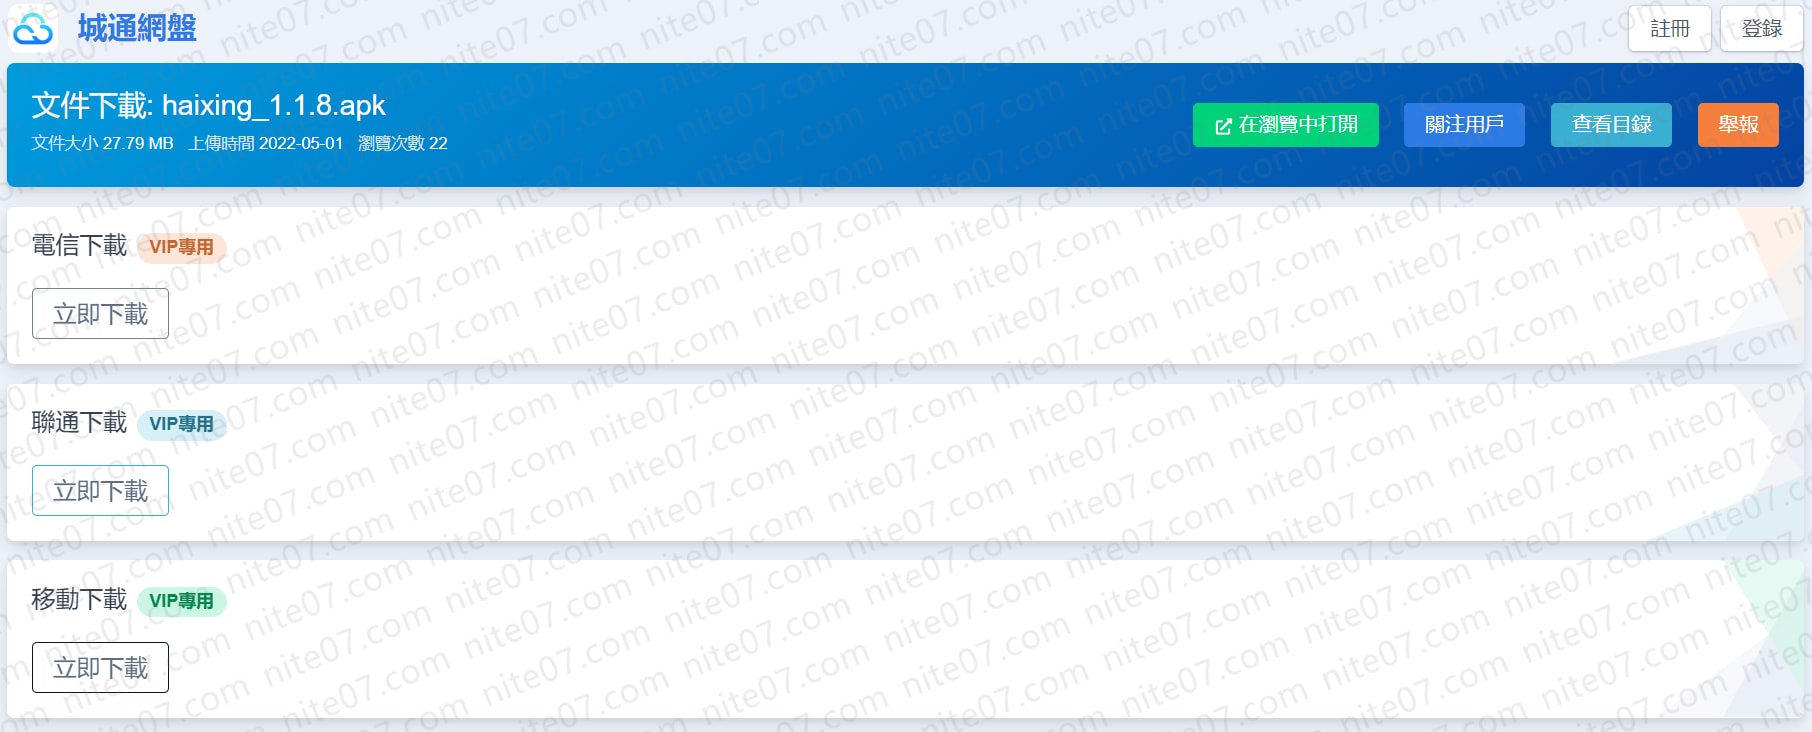 城通網盤
註冊
登錄
文件下載: haixing_1.1.8.apk
在瀏覽中打開
關注用戶
查看目錄
舉報
文件大小 27.79 MB 上傳時間 2022-05-01 瀏覽次數 22
電信下載 VIP專用
立即下載
聯通下載 VIP專用
立即下載
移動下載 VIP專用
立即下載
nite07.com